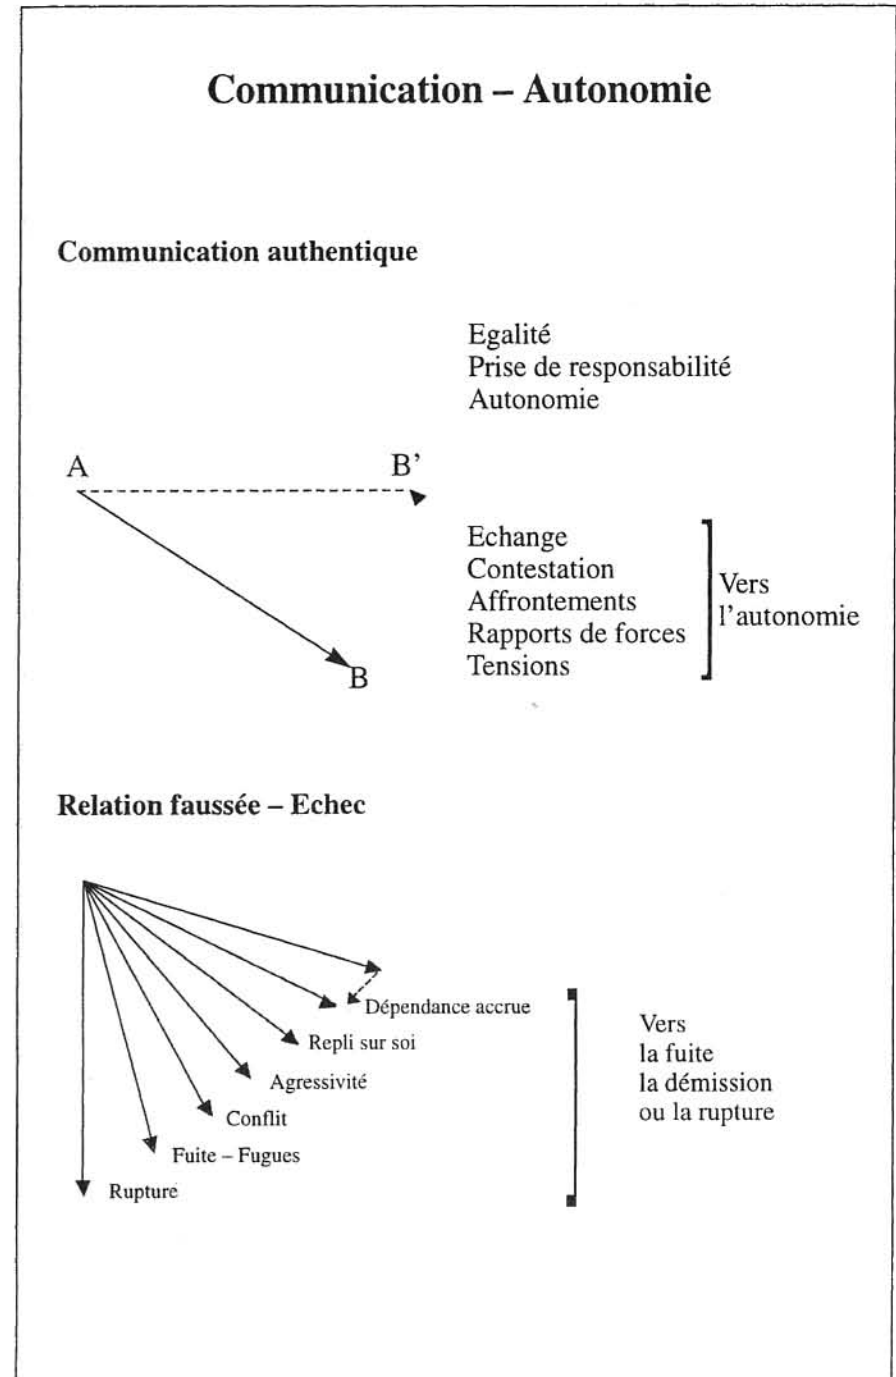 Communication – Autonomie
Communication authentique
Egalité
Prise de responsabilité
Autonomie
A
B’
Echange
Contestation
Affrontements
Rapports de forces
Tensions
Vers
l’autonomie
B
Relation faussée – Echec
Dépendance accrue
Repli sur soi
Agressivité
Conflit
Fuite – Fugues
Rupture
Vers
la fuite
la démission
ou la rupture